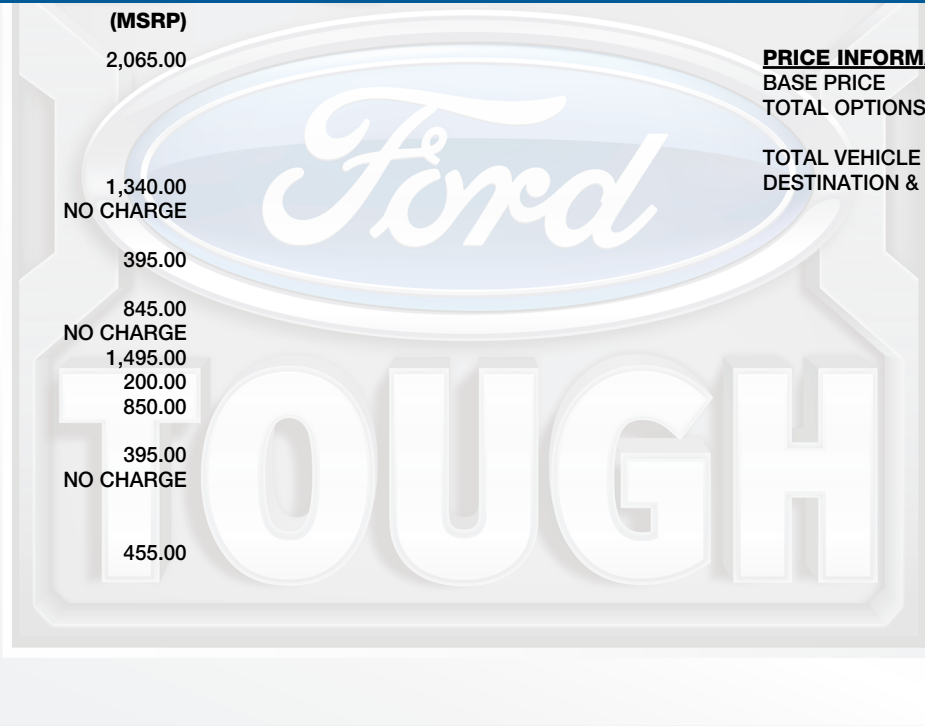 (MSRP)
2,065.00
1,340.00
NO CHARGE
395.00
845.00
NO CHARGE
1,495.00
200.00
850.00
395.00
NO CHARGE
455.00
PRICE INFORMA
BASE PRICE
TOTAL OPTIONS
TOTAL VEHICLE
DESTINATION &
Ford
TOUGH